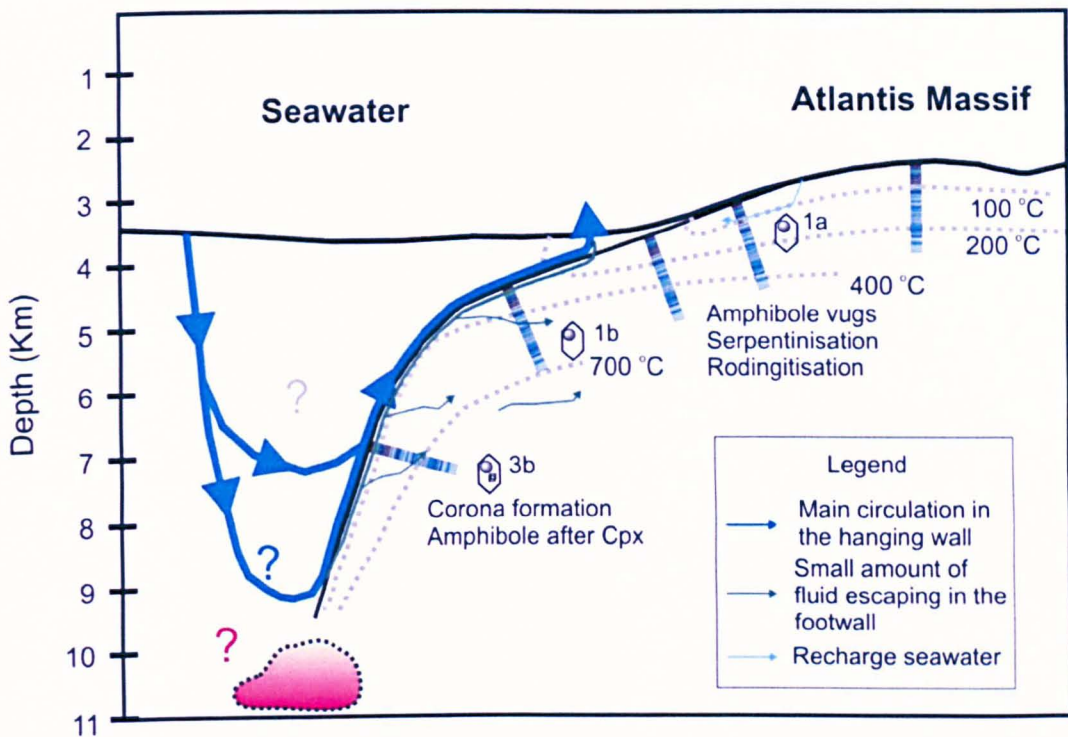 1
2
3
4
5
6
7
8
9
10
11
Depth (Km)
Seawater
Atlantis Massif
100 °C
200 °C
400 °C
700 °C
1a
1b
3b
Amphibole vugs
Serpentinisation
Rodingitisation
Corona formation
Amphibole after Cpx
?
?
?
Legend
Main circulation in
the hanging wall
Small amount of
fluid escaping in the
footwall
Recharge seawater